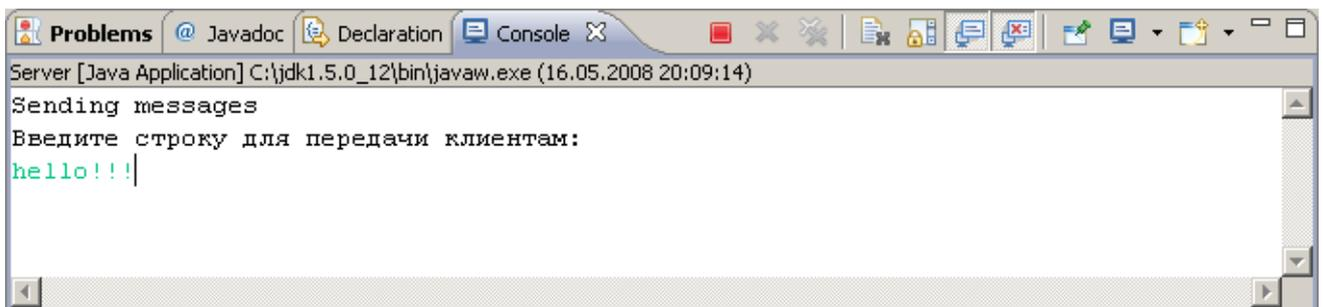 Problems @ Javadoc Declaration Console
Server [Java Application] C:\jdk1.5.0_12\bin\javaw.exe (16.05.2008 20:09:14)
Sending messages
Введите строку для передачи клиентам:
hello!!!